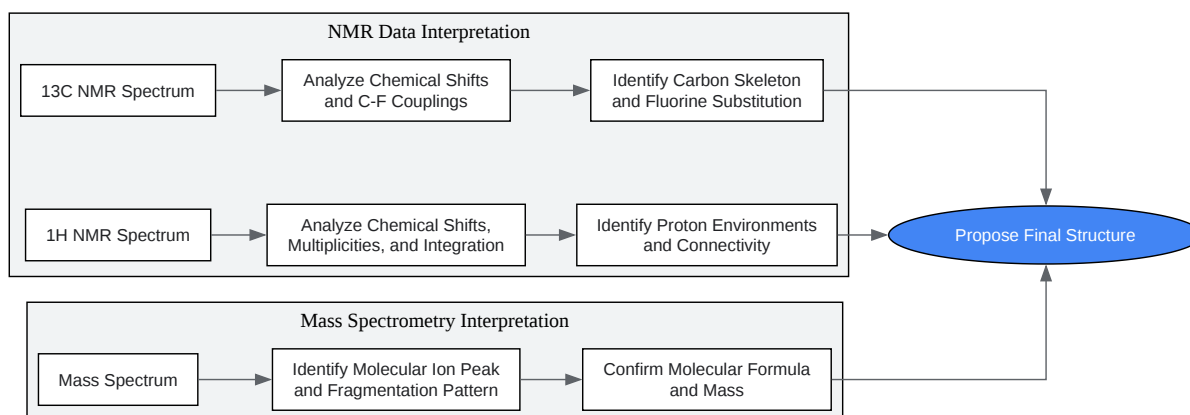 NMR Data Interpretation
13C NMR Spectrum
Analyze Chemical Shifts
and C-F Couplings
Identify Carbon Skeleton
and Fluorine Substitution
1H NMR Spectrum
Analyze Chemical Shifts,
Multiplicities, and Integration
Identify Proton Environments
and Connectivity
Propose Final Structure
Mass Spectrometry Interpretation
Mass Spectrum
Identify Molecular Ion Peak
and Fragmentation Pattern
Confirm Molecular Formula
and Mass